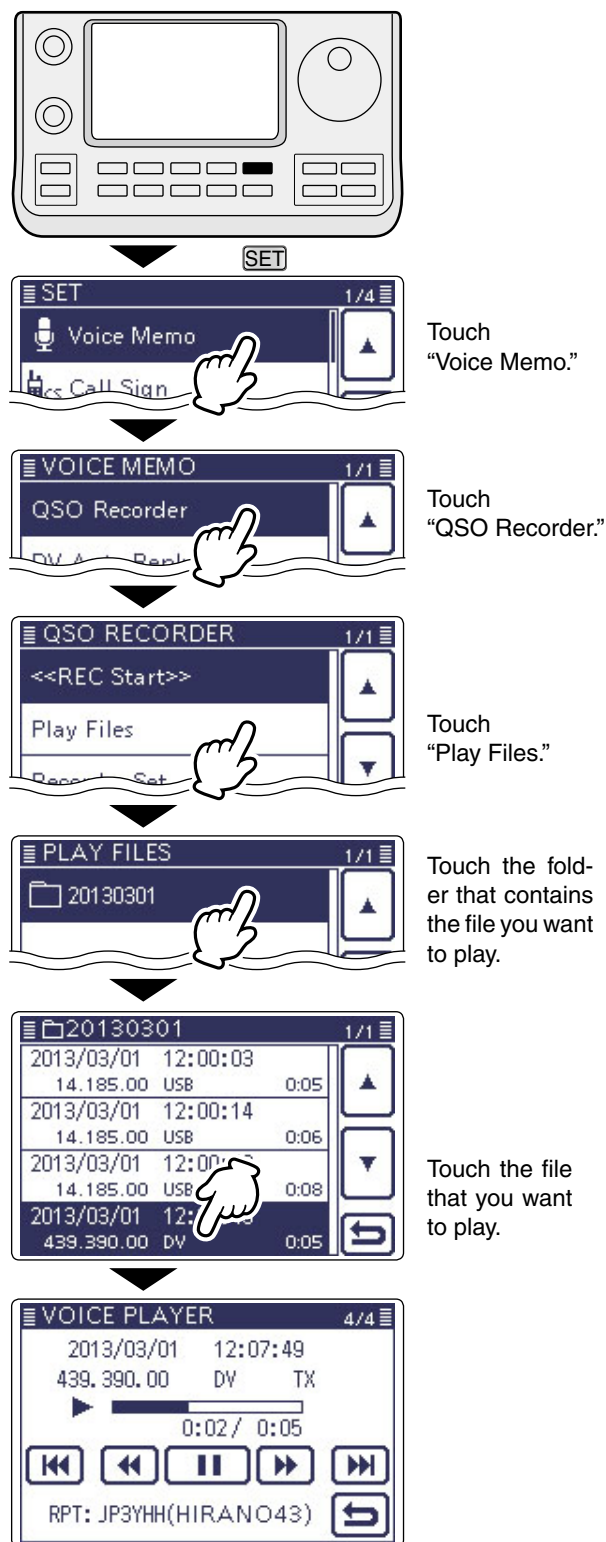 SET
SET 1/4
Voice Memo
CS Call Sign
Touch
“Voice Memo.”
VOICE MEMO 1/1
QSO Recorder
Touch
“QSO Recorder.”
QSO RECORDER 1/1
<<REC Start>>
Play Files
Touch
“Play Files.”
PLAY FILES 1/1
20130301
Touch the fold-
er that contains
the file you want
to play.
20130301 1/1
2013/03/01 12:00:03
14.185.00 USB 0:05
2013/03/01 12:00:14
14.185.00 USB 0:06
2013/03/01
14.185.00 USB 0:08
2013/03/01
439.390.00 DV 0:05
Touch the file
that you want
to play.
VOICE PLAYER 4/4
2013/03/01 12:07:49
439.390.00 DV TX
0:02/ 0:05
RPT: JP3YHH(HIRANO43)